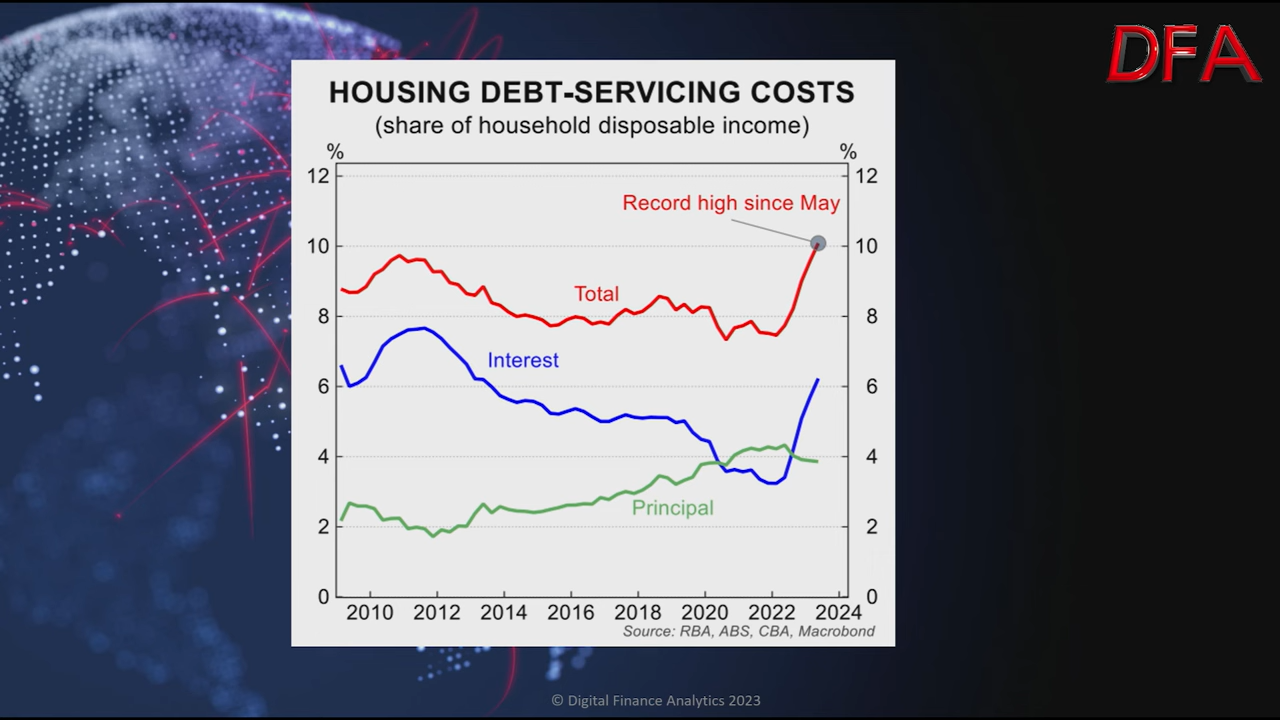 DFA
HOUSING DEBT-SERVICING COSTS
(share of household disposable income)
% %
12 12
Record high since May
10 10
Total
8 8
Interest
6 6
4 4
Principal
2 2
0 0
2010 2012 2014 2016 2018 2020 2022 2024
Source: RBA, ABS, CBA, Macrobond
© Digital Finance Analytics 2023